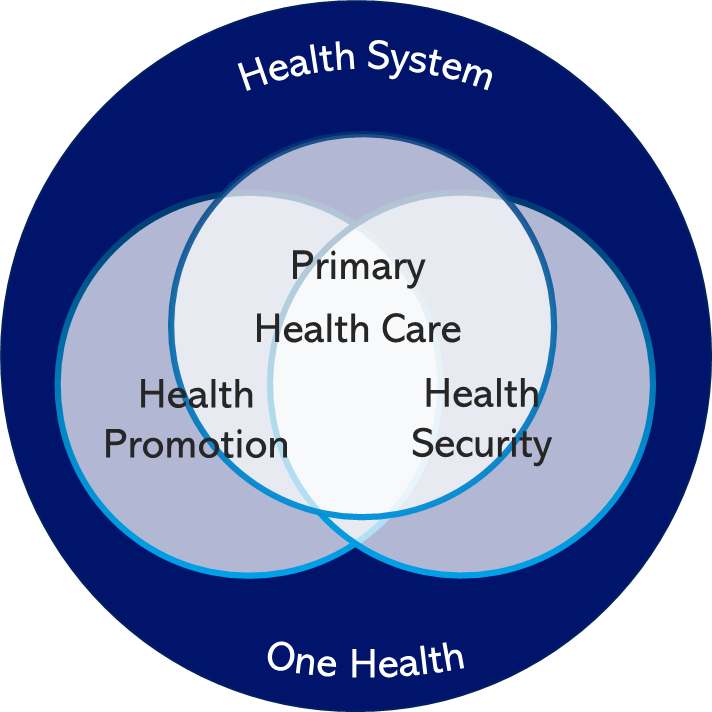 Health System
Primary
Health Care
Health
Promotion
Health
Security
One Health